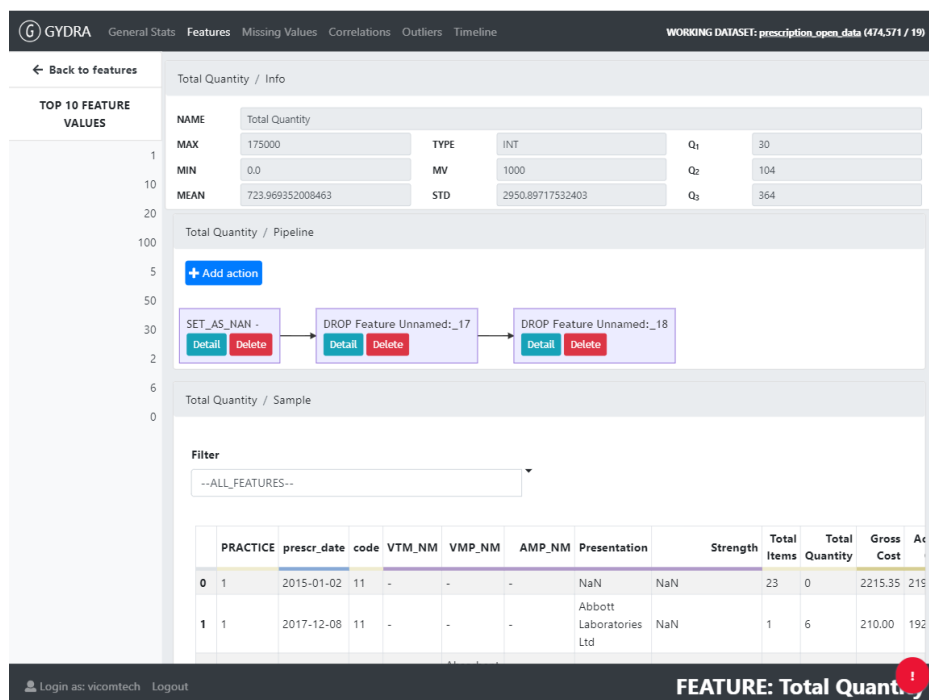 G GYDRA General Stats Features Missing Values Correlations Outliers Timeline WORKING DATASET: prescription_open_data (474,571 / 19)
← Back to features
TOP 10 FEATURE
VALUES
1
10
20
100
5
50
30
2
6
0
Total Quantity / Info
NAME Total Quantity
MAX 175000 TYPE INT Q1 30
MIN 0.0 MV 1000 Q2 104
MEAN 723.969352008463 STD 2950.89717532403 Q3 364
Total Quantity / Pipeline
+ Add action
SET_AS_NAN -
Detail Delete
DROP Feature Unnamed:_17
Detail Delete
DROP Feature Unnamed:_18
Detail Delete
Total Quantity / Sample
Filter
--ALL_FEATURES--
PRACTICE prescr_date code VTM_NM VMP_NM AMP_NM Presentation Strength Total Items Total Quantity Gross Cost Ac
0 1 2015-01-02 11 - - - NaN NaN 23 0 2215.35 219
1 1 2017-12-08 11 - - - Abbott Laboratories Ltd NaN 1 6 210.00 192
Login as: vicomtech Logout
FEATURE: Total Quantity